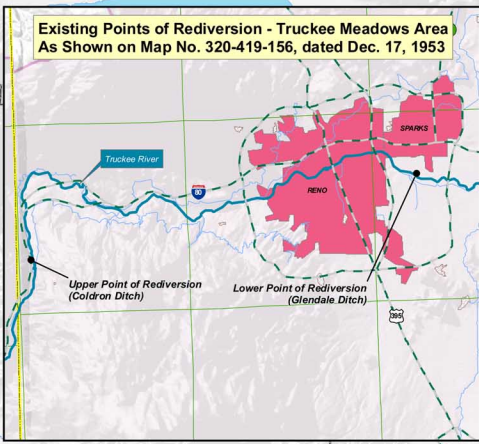 Existing Points of Rediversion - Truckee Meadows Area
As Shown on Map No. 320-419-156, dated Dec. 17, 1953
SPARKS
Truckee River
80
RENO
Upper Point of Rediversion
(Coldron Ditch)
Lower Point of Rediversion
(Glendale Ditch)
395